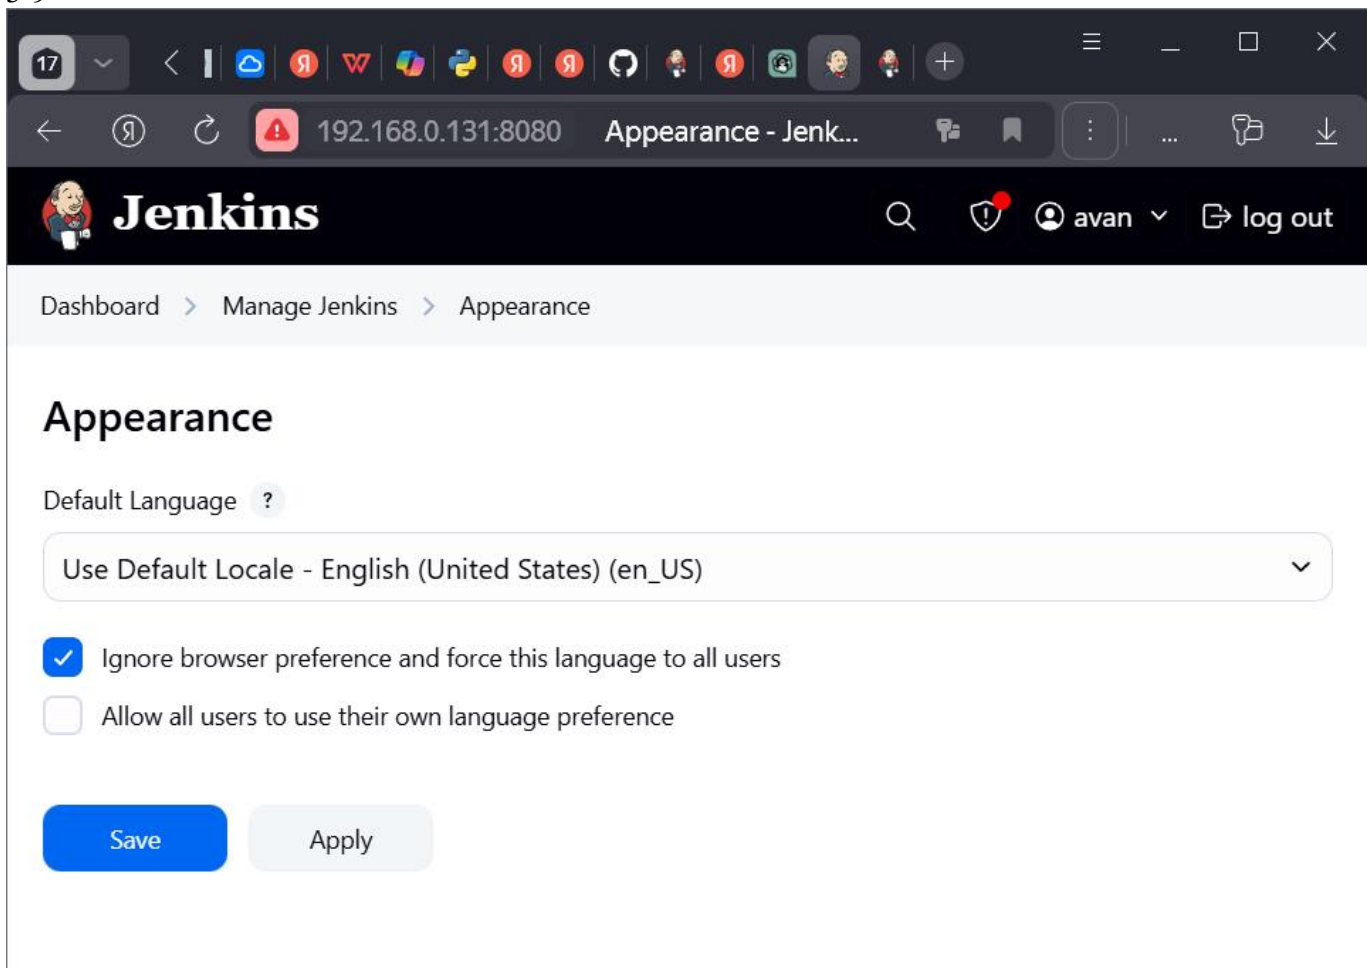 17
192.168.0.131:8080 Appearance - Jenk... ...
Jenkins
avan
log out
Dashboard > Manage Jenkins > Appearance
Appearance
Default Language ?
Use Default Locale - English (United States) (en_US)
Ignore browser preference and force this language to all users
Allow all users to use their own language preference
Save
Apply